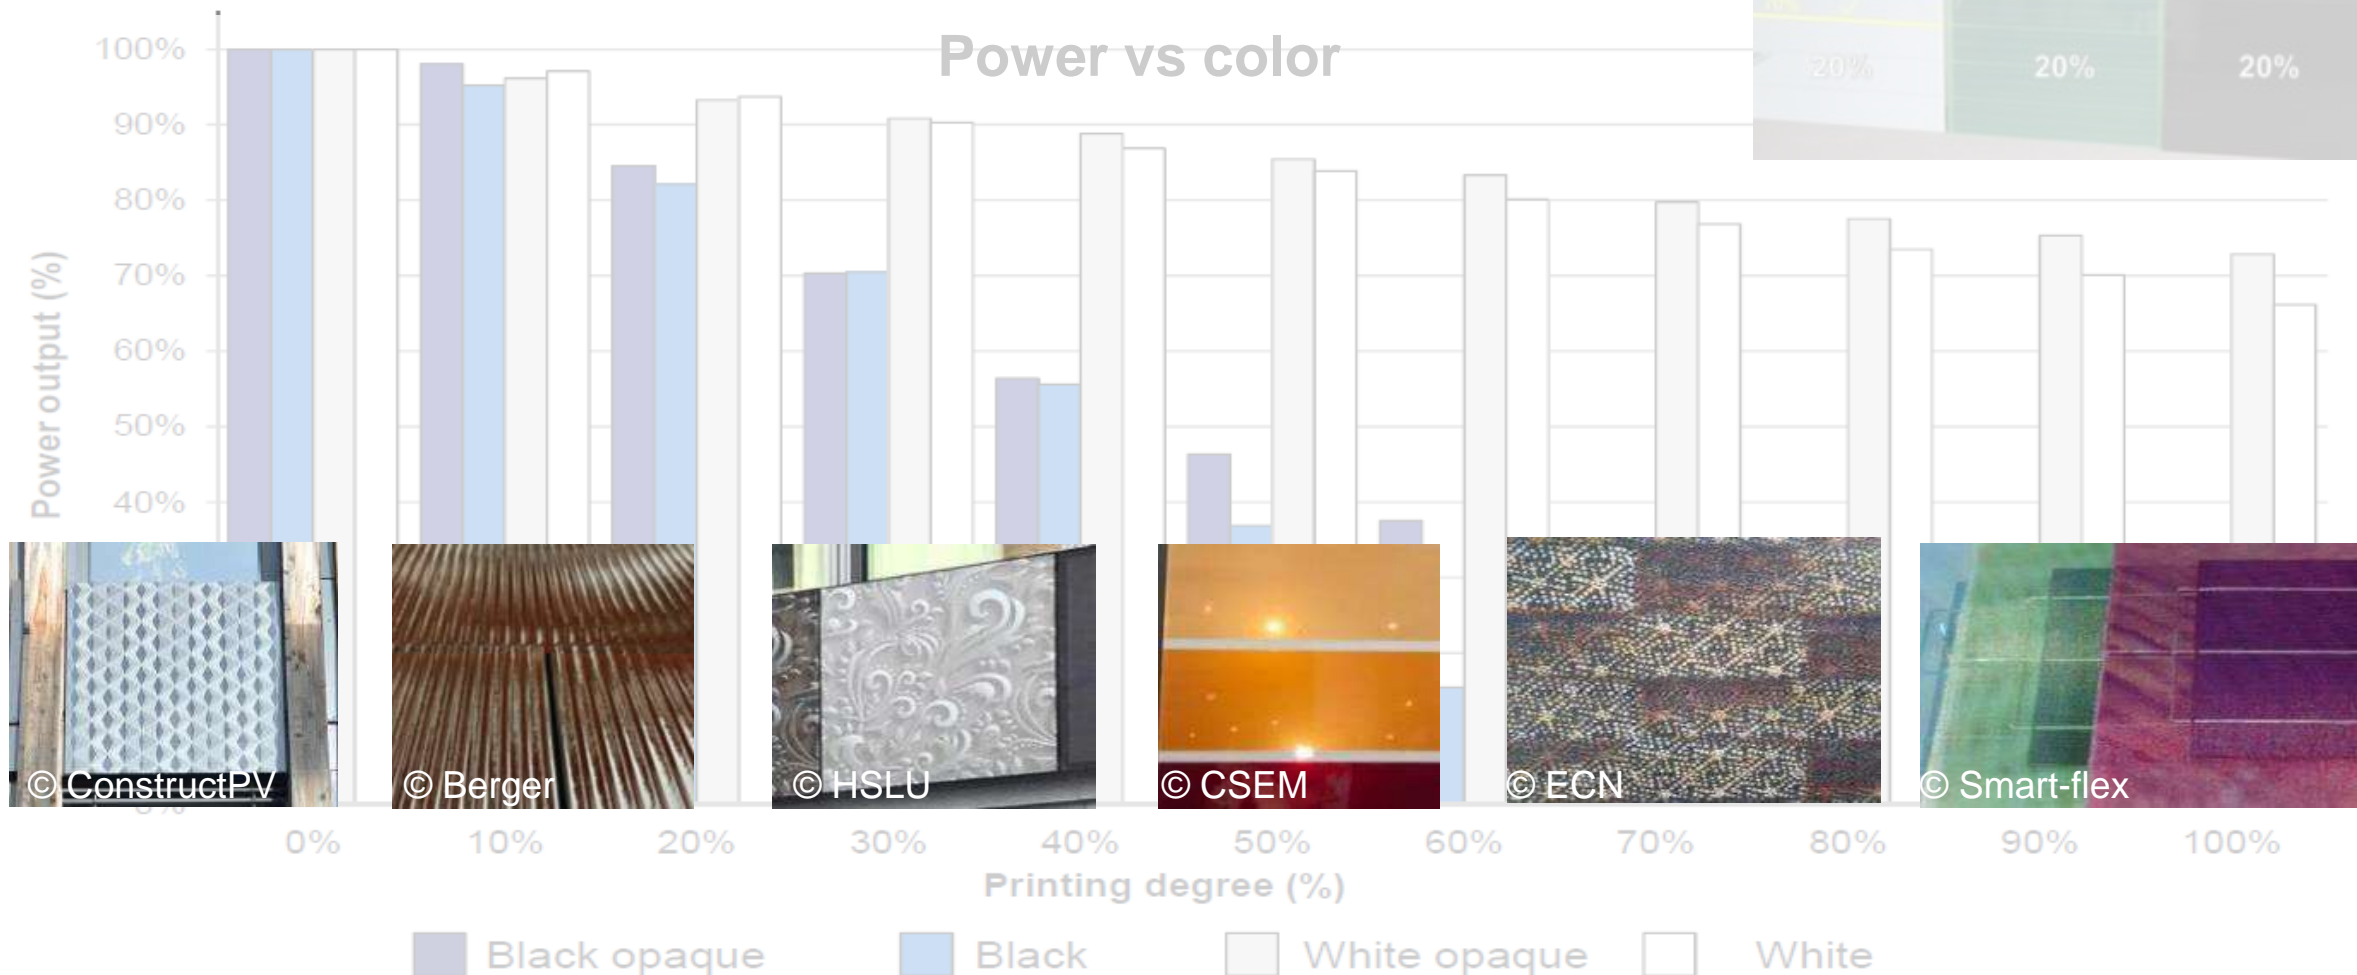 Power vs color
100%
90%
80%
70%
60%
50%
40%
Power output (%)
20%
20%
20%
© ConstructPV
© Berger
© HSLU
© CSEM
© ECN
© Smart-flex
0% 10% 20% 30% 40% 50% 60% 70% 80% 90% 100%
Printing degree (%)
Black opaque Black White opaque White